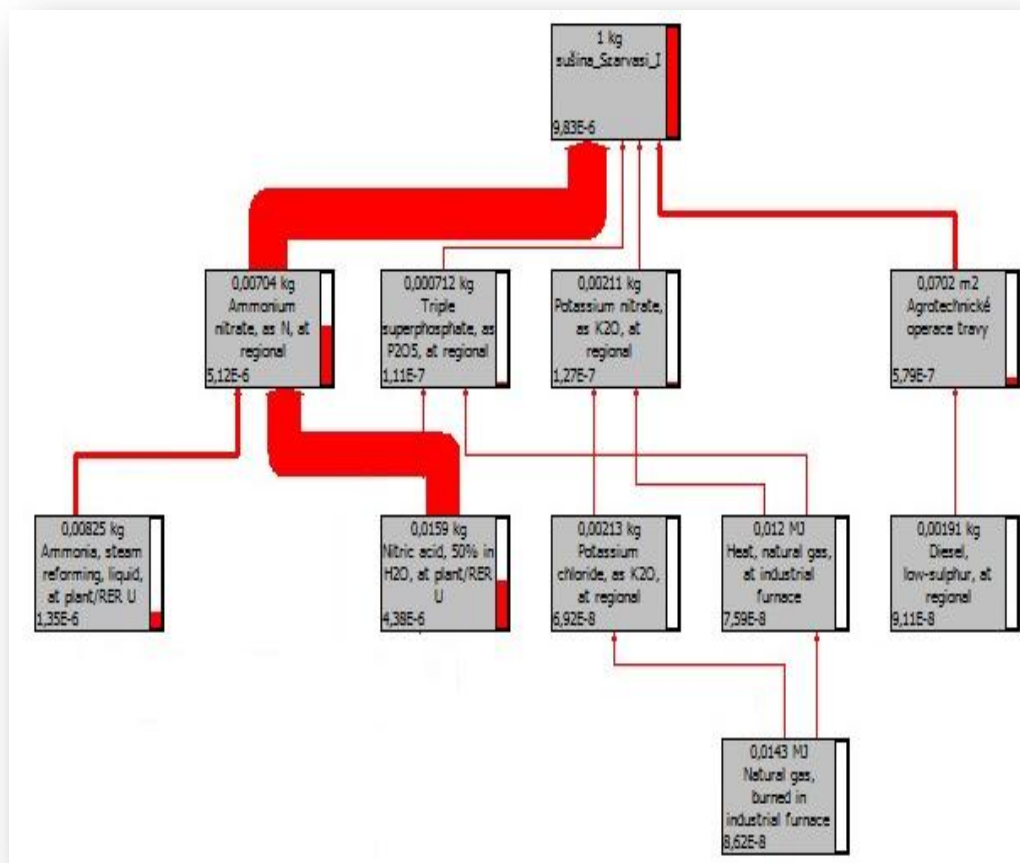 1 kg
sušina_Szarvasi_I
9,83E-6
0,00704 kg
Ammonium
nitrate, as N, at
regional
5,12E-6
0,000712 kg
Triple
superphosphate, as
P2O5, at regional
1,11E-7
0,00211 kg
Potassium nitrate,
as K2O, at
regional
1,27E-7
0,0702 m2
Agrotechnické
operace travy
5,79E-7
0,00825 kg
Ammonia, steam
reforming, liquid,
at plant/RER U
1,35E-6
0,0159 kg
Nitric acid, 50% in
H2O, at plant/RER
U
4,38E-6
0,00213 kg
Potassium
chloride, as K2O,
at regional
6,92E-8
0,012 MJ
Heat, natural gas,
at industrial
furnace
7,59E-8
0,00191 kg
Diesel,
low-sulphur, at
regional
9,11E-8
0,0143 MJ
Natural gas,
burned in
industrial furnace
8,62E-8